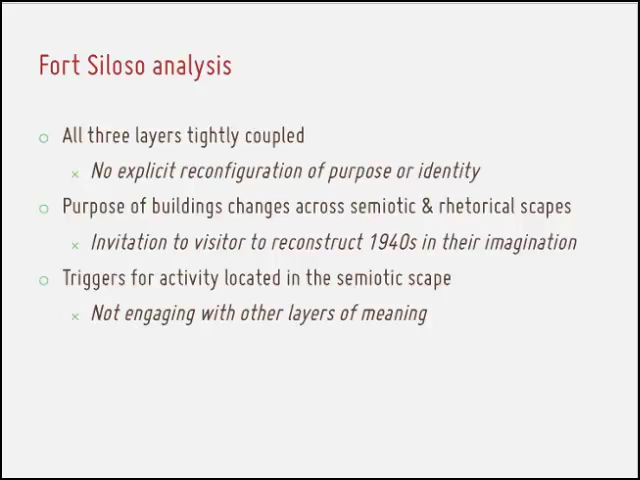 Fort Siloso analysis
All three layers tightly coupled
No explicit reconfiguration of purpose or identity
Purpose of buildings changes across semiotic & rhetorical scapes
Invitation to visitor to reconstruct 1940s in their imagination
Triggers for activity located in the semiotic scape
Not engaging with other layers of meaning